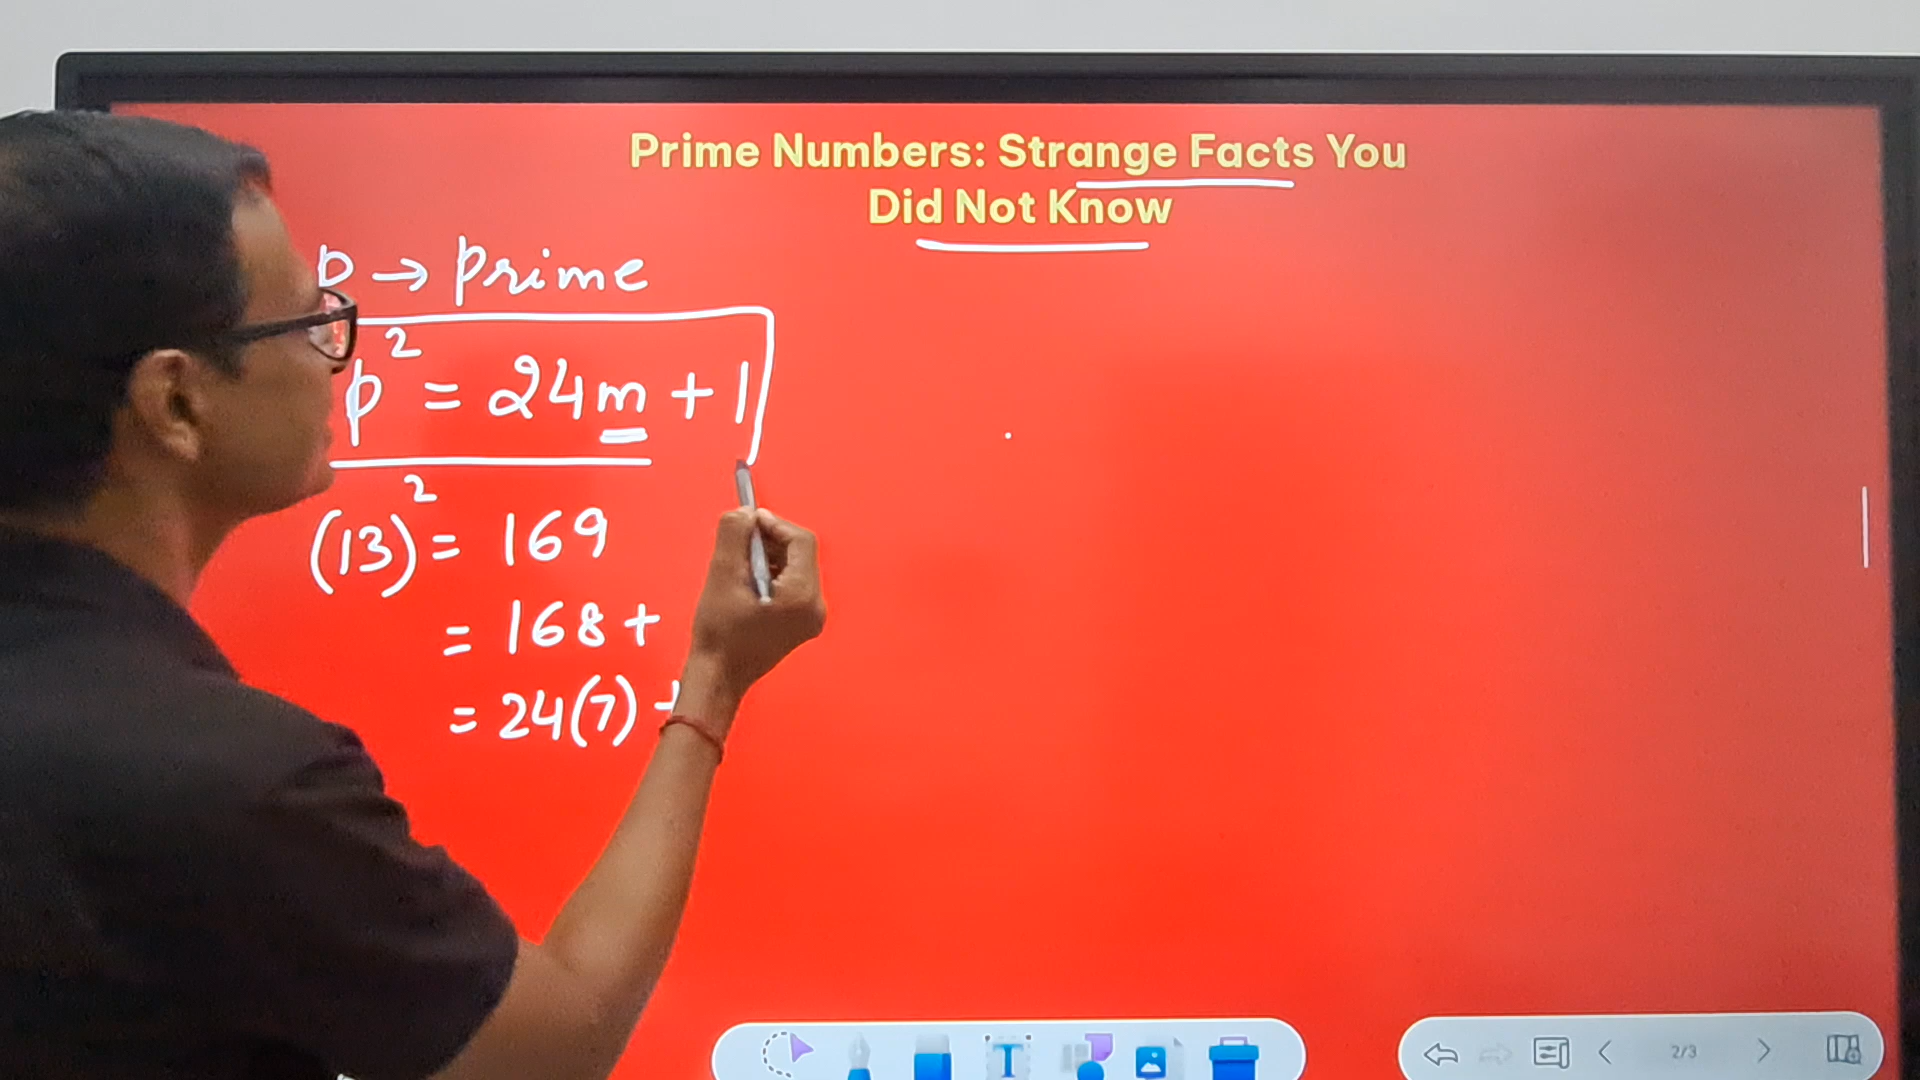 Prime Numbers: Strange Facts You
Did Not Know
p → prime
p² = 24m + 1
(13)² = 169
= 168 +
= 24(7) +
T
2/3